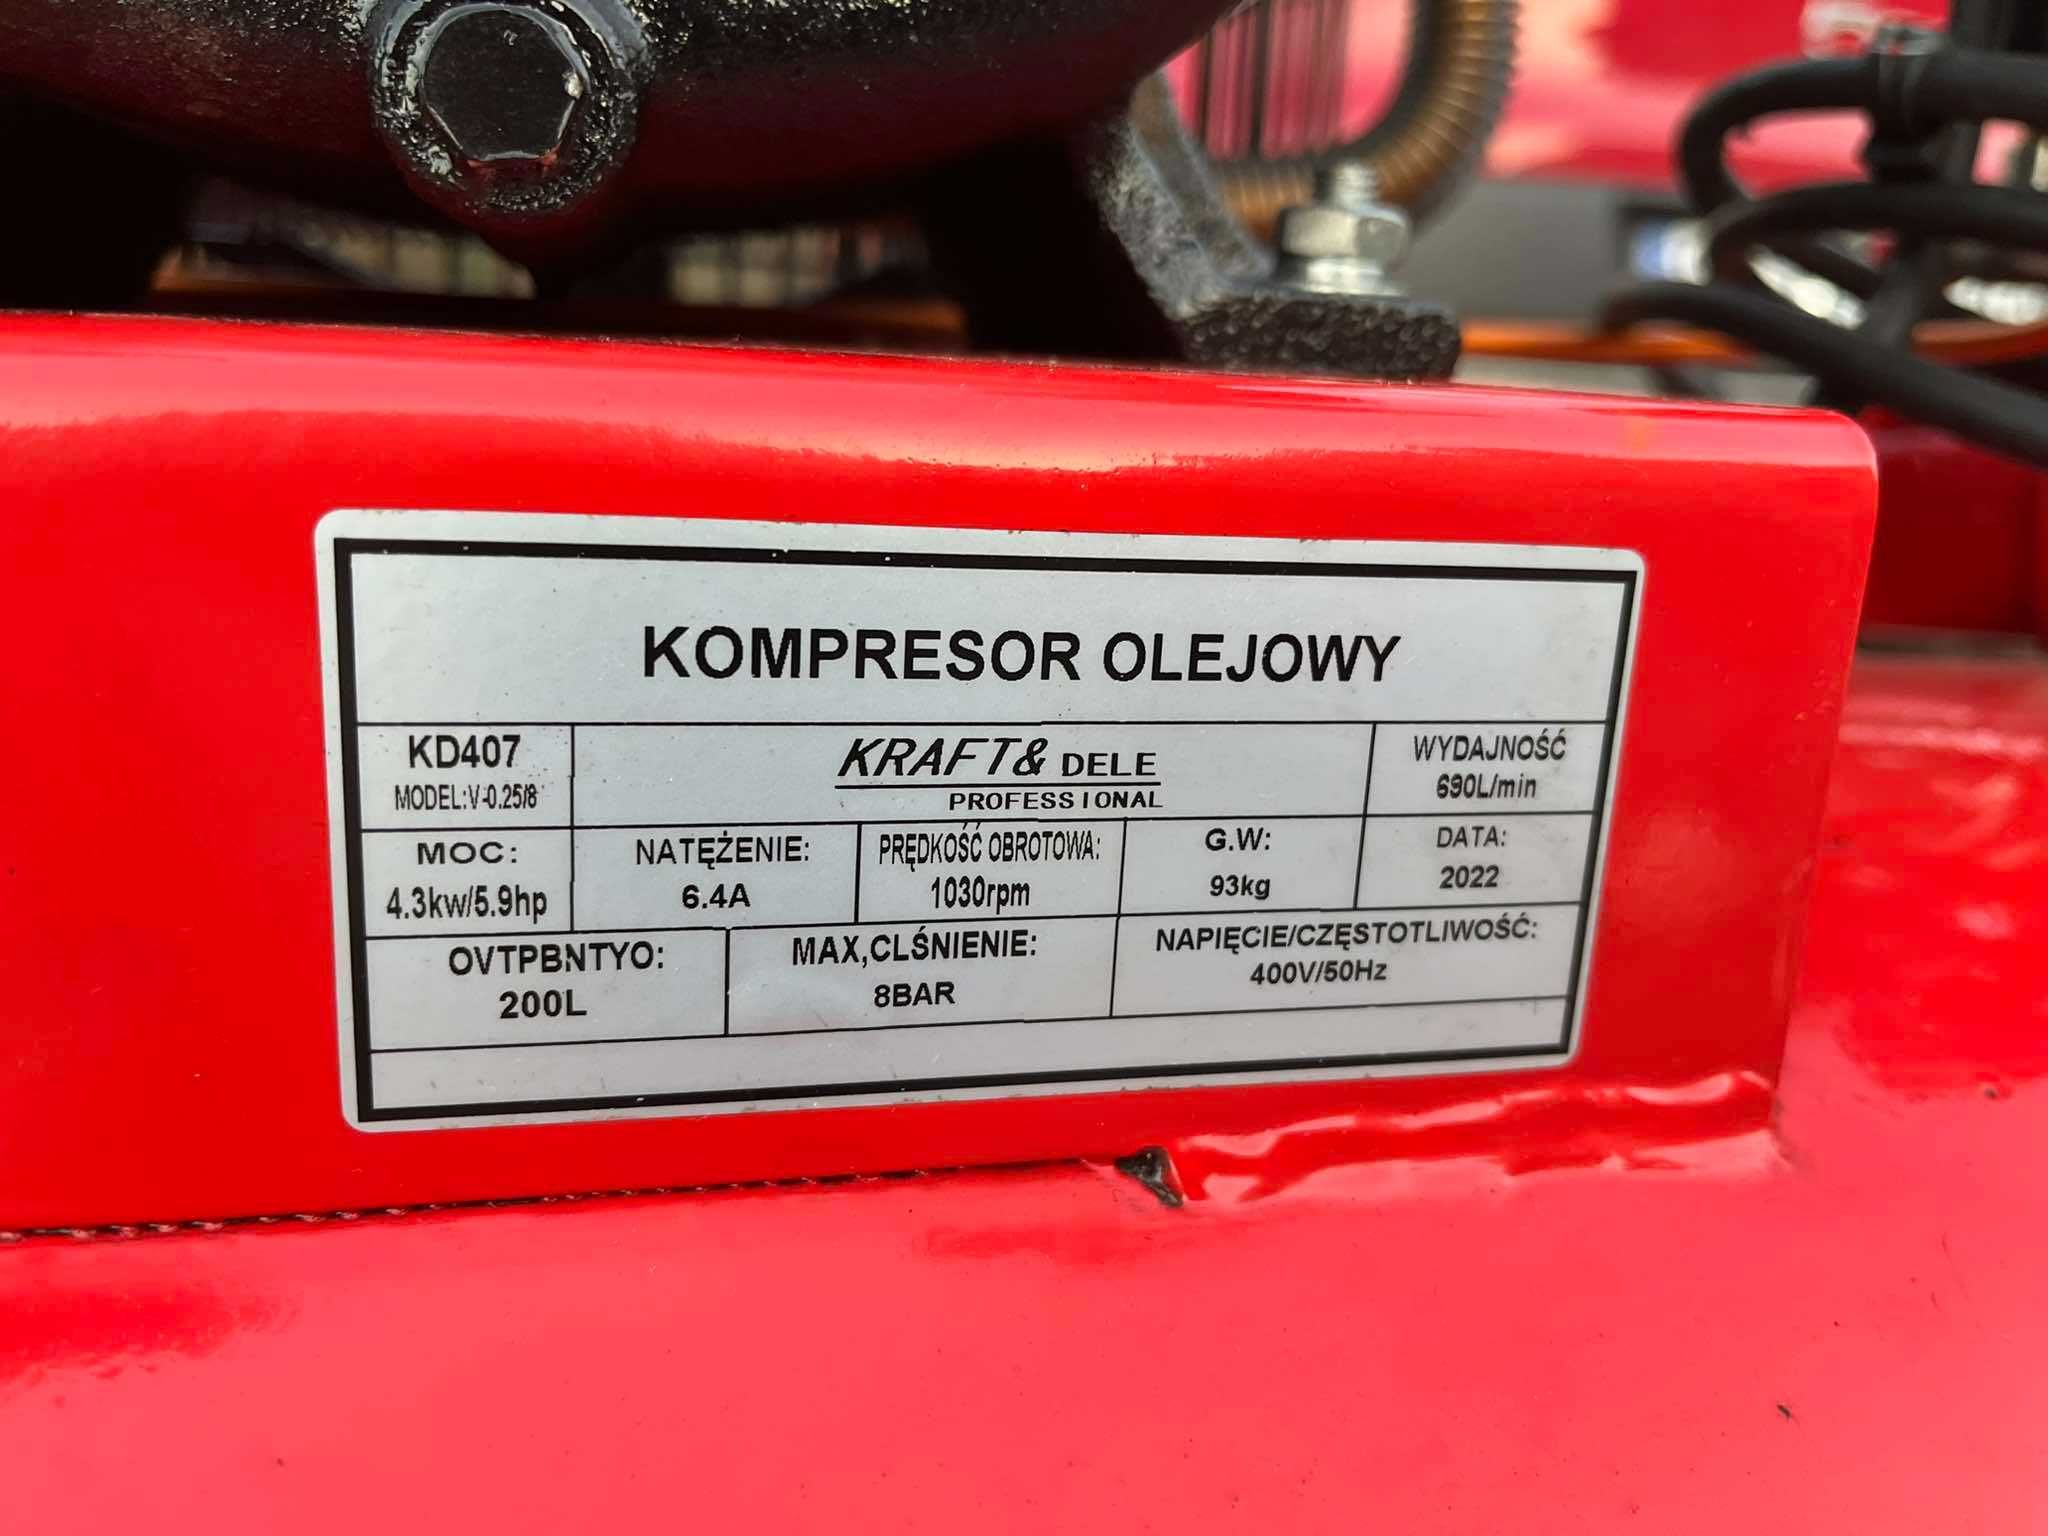 KOMPRESOR OLEJOWY
KD407
MODEL:V-0.25/8
KRAFT& DELE
PROFESSIONAL
WYDAJNOŚĆ
690L/min
MOC:
4.3kw/5.9hp
NATĘŻENIE:
6.4A
PRĘDKOŚĆ OBROTOWA:
1030rpm
G.W:
93kg
DATA:
2022
OVTPBNTYO:
200L
MAX,CLŚNIENIE:
8BAR
NAPIĘCIE/CZĘSTOTLIWOŚĆ:
400V/50Hz